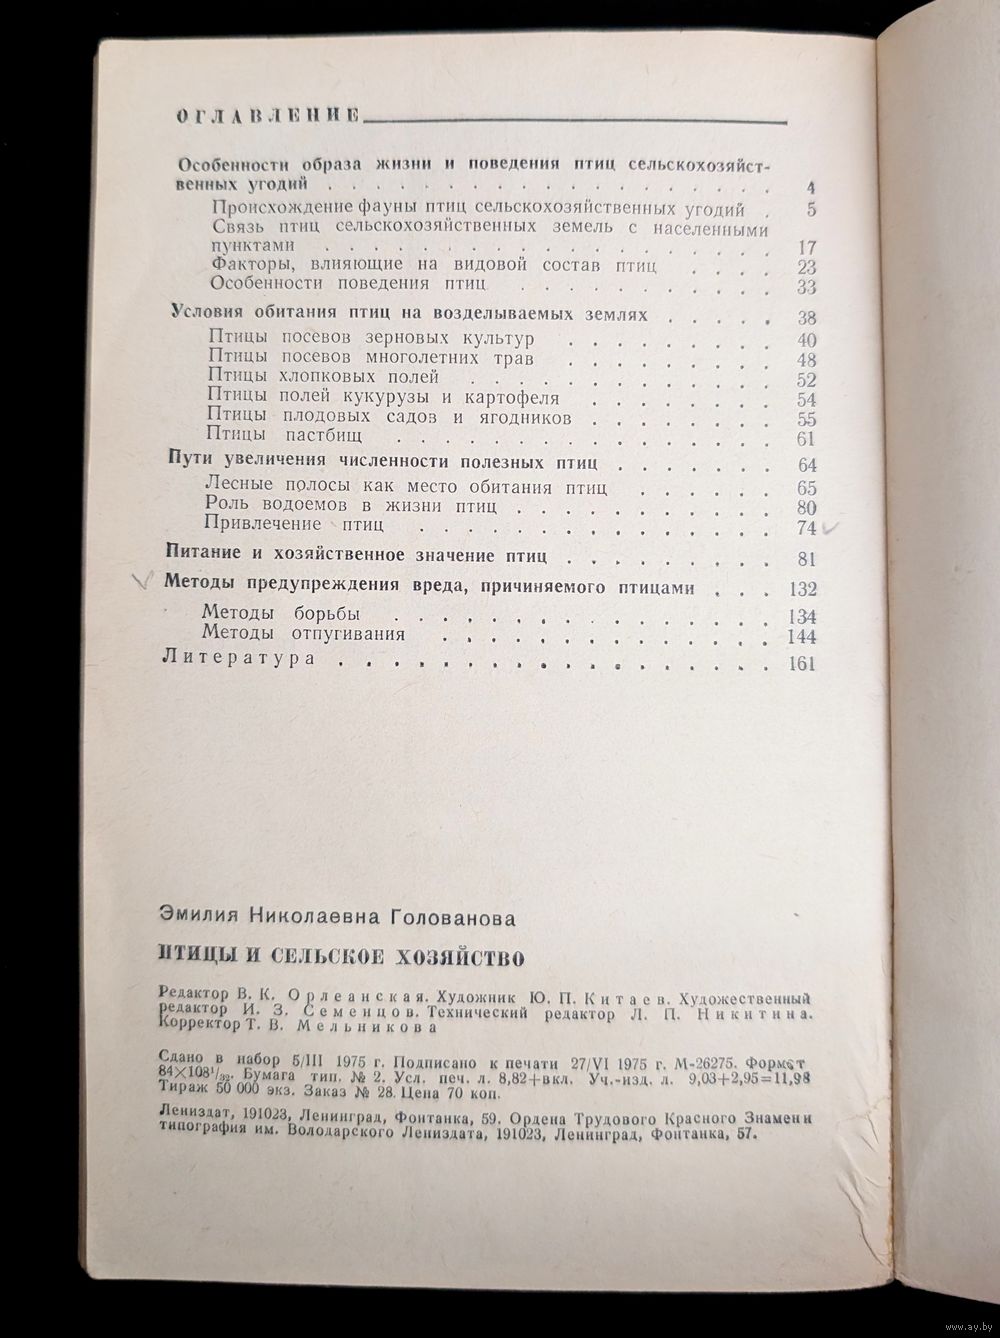 ОГЛАВЛЕНИЕ
Особенности образа жизни и поведения птиц сельскохозяйст-
венных угодий . . . . . . . . . . . . . . . . . . 4
Происхождение фауны птиц сельскохозяйственных угодий . 5
Связь птиц сельскохозяйственных земель с населенными
пунктами . . . . . . . . . . . . . . . . . 17
Факторы, влияющие на видовой состав птиц . . . . 23
Особенности поведения птиц . . . . . . . . . . 33
Условия обитания птиц на возделываемых землях . . . . . 38
Птицы посевов зерновых культур . . . . . . . . 40
Птицы посевов многолетних трав . . . . . . . . 48
Птицы хлопковых полей . . . . . . . . . . . . 52
Птицы полей кукурузы и картофеля . . . . . . . 54
Птицы плодовых садов и ягодников . . . . . . . 55
Птицы пастбищ . . . . . . . . . . . . . . 61
Пути увеличения численности полезных птиц . . . . . . . 64
Лесные полосы как место обитания птиц . . . . . 65
Роль водоемов в жизни птиц . . . . . . . . . . 80
Привлечение птиц . . . . . . . . . . . . . 74
Питание и хозяйственное значение птиц . . . . . . . . . 81
Методы предупреждения вреда, причиняемого птицами . . . 132
Методы борьбы . . . . . . . . . . . . . . 134
Методы отпугивания . . . . . . . . . . . . 144
Литература . . . . . . . . . . . . . . . . . 161
Эмилия Николаевна Голованова
ПТИЦЫ И СЕЛЬСКОЕ ХОЗЯЙСТВО
Редактор В. К. Орлеанская. Художник Ю. П. Китаев. Художественный
редактор И. З. Семенцов. Технический редактор Л. П. Никитина.
Корректор Т. В. Мельникова
Сдано в набор 5/III 1975 г. Подписано к печати 27/VI 1975 г. М-26275. Формат
84×108¹/₃₂. Бумага тип. № 2. Усл. печ. л. 8,82+вкл. Уч.-изд. л. 9,03+2,95=11,98
Тираж 50 000 экз. Заказ № 28. Цена 70 коп.
Лениздат, 191023, Ленинград, Фонтанка, 59. Ордена Трудового Красного Знамени
типография им. Володарского Лениздата, 191023, Ленинград, Фонтанка, 57.
www.ay.by